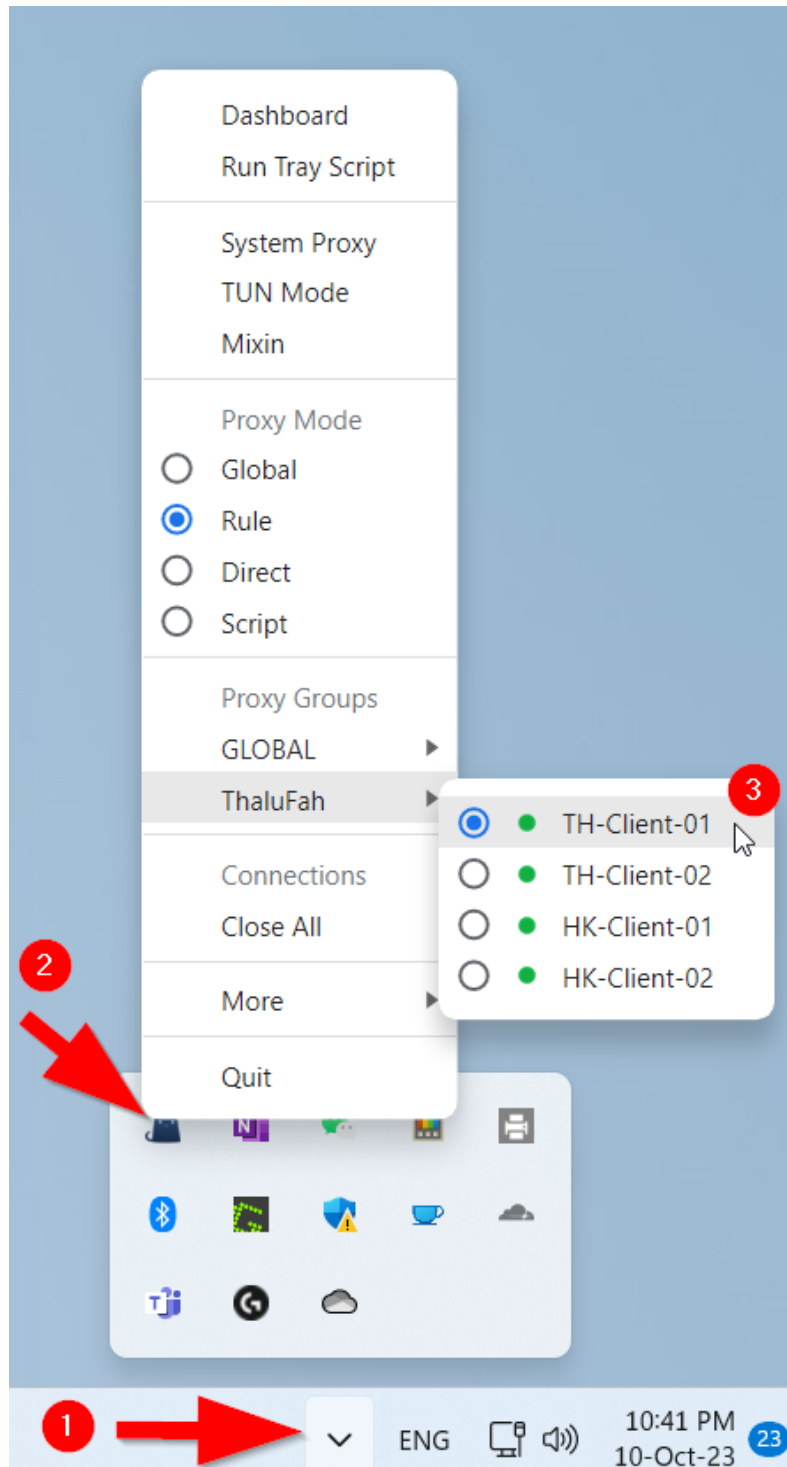 Dashboard
Run Tray Script
System Proxy
TUN Mode
Mixin
Proxy Mode
Global
Rule
Direct
Script
Proxy Groups
GLOBAL
ThaluFah
3
TH-Client-01
TH-Client-02
HK-Client-01
HK-Client-02
Connections
Close All
2
More
Quit
N
T
G
1
ENG
10:41 PM
10-Oct-23
23